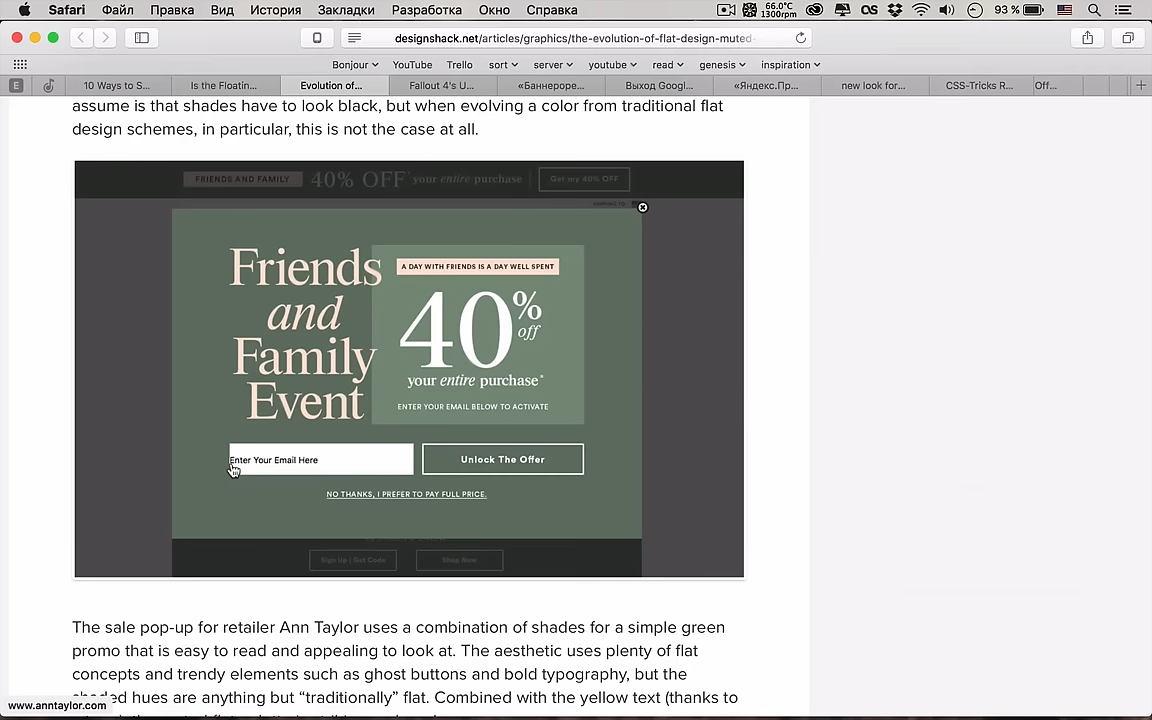 Safari Файл Правка Вид История Закладки Разработка Окно Справка 66.0°C 1300rpm 93 %
designshack.net/articles/graphics/the-evolution-of-flat-design-muted-
Bonjour YouTube Trello sort server youtube read genesis inspiration
E 10 Ways to S... Is the Floatin... Evolution of... Fallout 4's U... «Баннерope... Выход Googl... «Яндекс.Пр... new look for... CSS-Tricks R... Off...
assume is that shades have to look black, but when evolving a color from traditional flat
design schemes, in particular, this is not the case at all.
FRIENDS AND FAMILY 40% OFF* your entire purchase Get my 40% OFF
Friends
and
Family
Event
A DAY WITH FRIENDS IS A DAY WELL SPENT
40%
off
your entire purchase*
ENTER YOUR EMAIL BELOW TO ACTIVATE
Enter Your Email Here Unlock The Offer
NO THANKS, I PREFER TO PAY FULL PRICE.
Sign Up | Get Code Shop Now
The sale pop-up for retailer Ann Taylor uses a combination of shades for a simple green
promo that is easy to read and appealing to look at. The aesthetic uses plenty of flat
concepts and trendy elements such as ghost buttons and bold typography, but the
shaded hues are anything but “traditionally” flat. Combined with the yellow text (thanks to
www.anntaylor.com